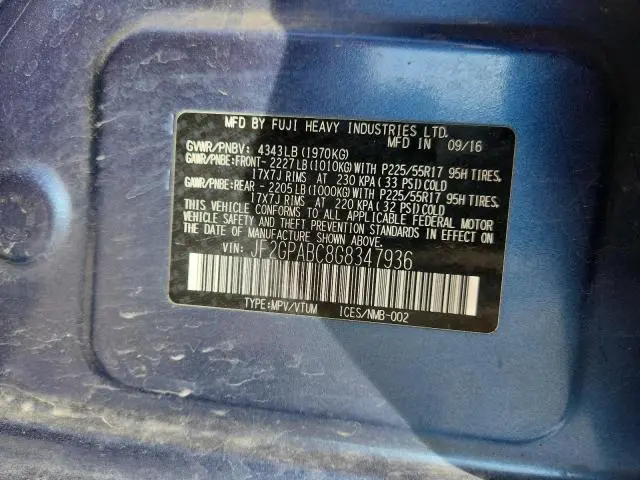 MFD BY FUJI HEAVY INDUSTRIES LTD.
MFD IN 09/16
GVWR/PNBV: 4343LB(1970KG)
GAWR/PNBE:FRONT- 2227LB(1010KG)WITH P225/55R17 95H TIRES,
17X7J RIMS AT 230 KPA(33 PSI)COLD
GAWR/PNBE:REAR - 2205LB(1000KG)WITH P225/55R17 95H TIRES,
17X7J RIMS AT 220 KPA(32 PSI)COLD
THIS VEHICLE CONFORMS TO ALL APPLICABLE FEDERAL MOTOR
VEHICLE SAFETY AND THEFT PREVENTION STANDARDS IN EFFECT ON
THE DATE OF MANUFACTURE SHOWN ABOVE.
VIN: JF2GPABC8G8347936
TYPE:MPV/VTUM ICES/NMB-002